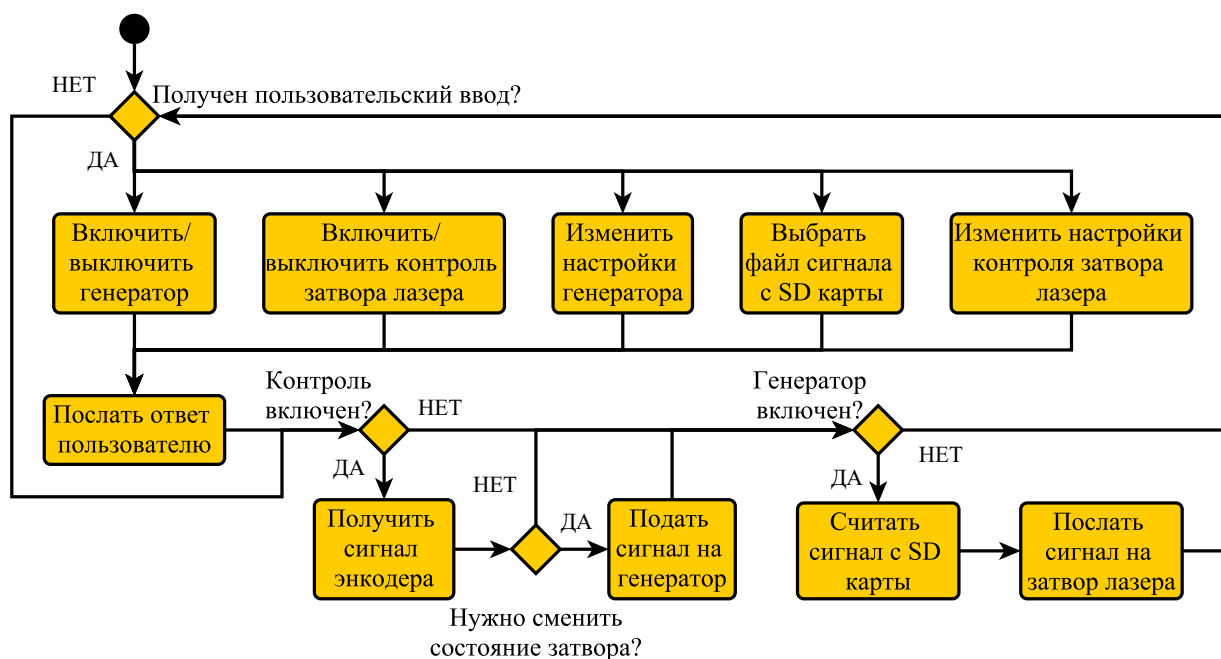 НЕТ
Получен пользовательский ввод?
ДА
Включить/
выключить
генератор
Включить/
выключить контроль
затвора лазера
Изменить
настройки
генератора
Выбрать
файл сигнала
с SD карты
Изменить настройки
контроля затвора
лазера
Послать ответ
пользователю
Контроль
включен?
НЕТ
Генератор
включен?
НЕТ
ДА
НЕТ
ДА
ДА
Получить
сигнал
энкодера
Подать
сигнал на
генератор
Считать
сигнал с SD
карты
Послать
сигнал на
затвор лазера
Нужно сменить
состояние затвора?